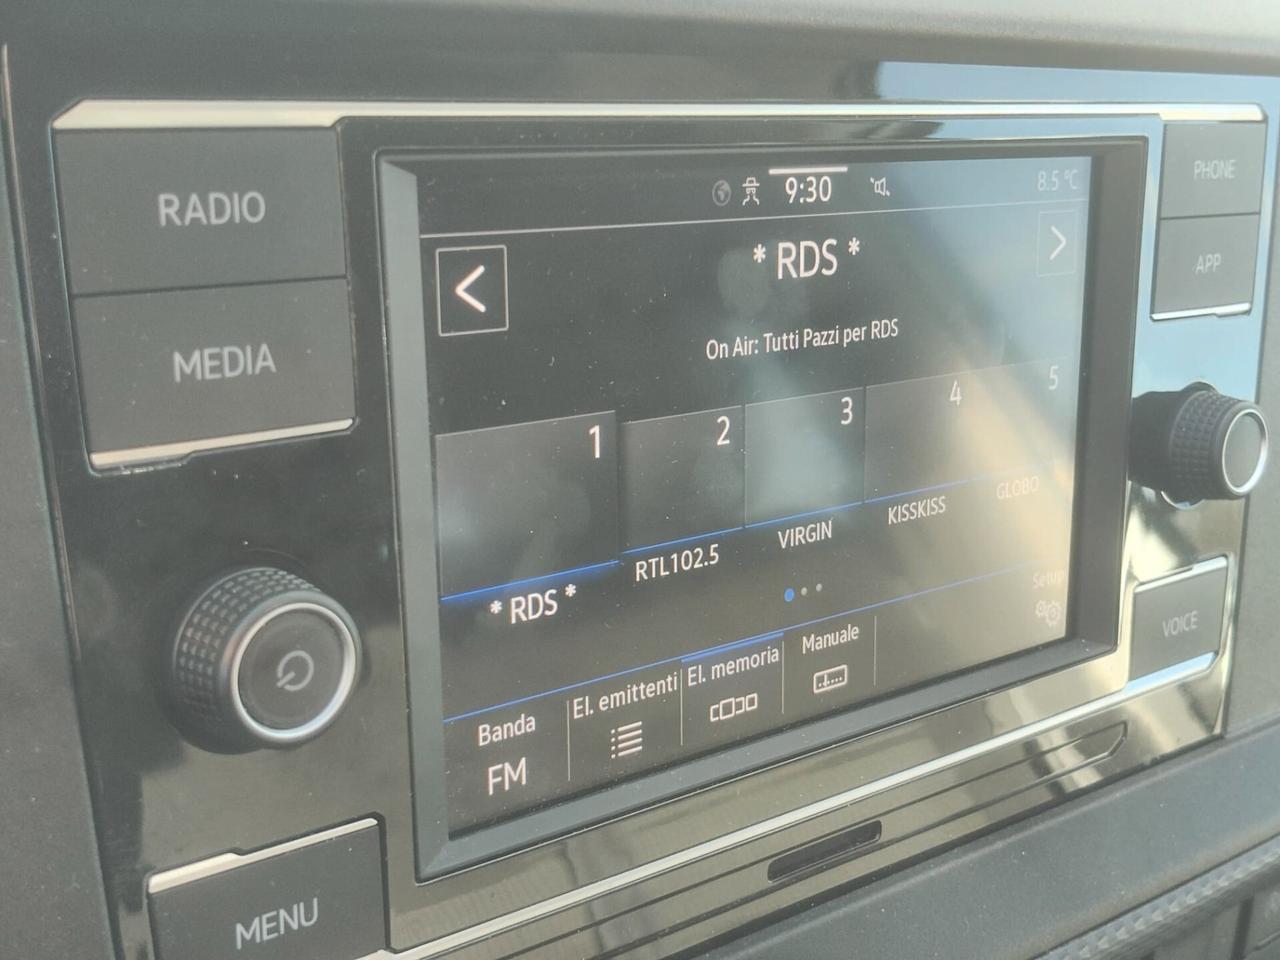 RADIO
MEDIA
MENU
9:30
8.5 °C
* RDS *
On Air: Tutti Pazzi per RDS
1
2
3
4
5
* RDS *
RTL102.5
VIRGIN
KISSKISS
GLOBO
Banda
FM
El. emittenti
El. memoria
Manuale
Setup
PHONE
APP
VOICE